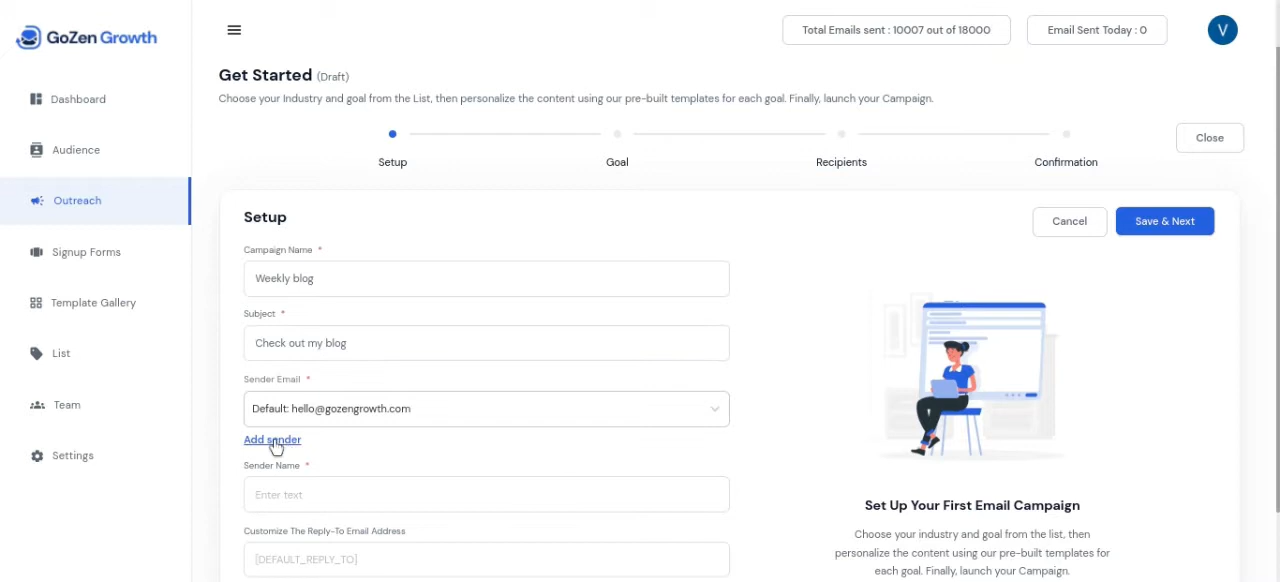 GoZen Growth
Total Emails sent : 10007 out of 18000
Email Sent Today : 0
V
Dashboard
Audience
Outreach
Signup Forms
Template Gallery
List
Team
Settings
Get Started (Draft)
Choose your Industry and goal from the List, then personalize the content using our pre-built templates for each goal. Finally, launch your Campaign.
Setup
Goal
Recipients
Confirmation
Close
Setup
Cancel
Save & Next
Campaign Name *
Weekly blog
Subject *
Check out my blog
Sender Email *
Default: hello@gozengrowth.com
Add sender
Sender Name *
Enter text
Customize The Reply-To Email Address
[DEFAULT_REPLY_TO]
Set Up Your First Email Campaign
Choose your industry and goal from the list, then
personalize the content using our pre-built templates for
each goal. Finally, launch your Campaign.